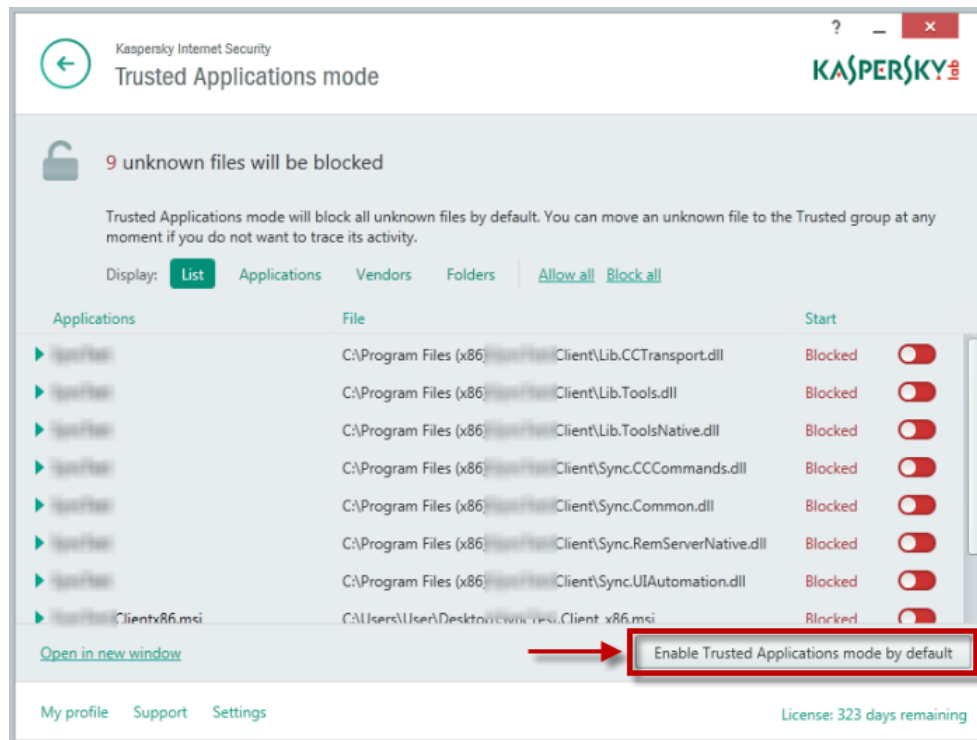 ?
Kaspersky Internet Security
Trusted Applications mode
KASPERSKY lab
9 unknown files will be blocked
Trusted Applications mode will block all unknown files by default. You can move an unknown file to the Trusted group at any
moment if you do not want to trace its activity.
Display: List Applications Vendors Folders Allow all Block all
Applications File Start
C:\Program Files (x86) Client\Lib.CCTransport.dll Blocked
C:\Program Files (x86) Client\Lib.Tools.dll Blocked
C:\Program Files (x86) Client\Lib.ToolsNative.dll Blocked
C:\Program Files (x86) Client\Sync.CCCommands.dll Blocked
C:\Program Files (x86) Client\Sync.Common.dll Blocked
C:\Program Files (x86) Client\Sync.RemServerNative.dll Blocked
C:\Program Files (x86) Client\Sync.UIAutomation.dll Blocked
Clientx86.msi C:\Users\User\Desktop\ Client_x86.msi Blocked
Open in new window Enable Trusted Applications mode by default
My profile Support Settings License: 323 days remaining